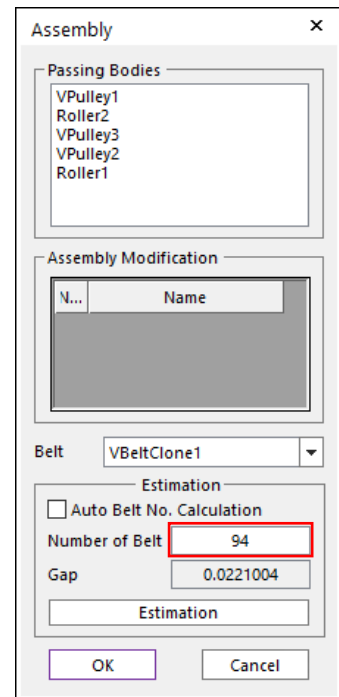 Assembly
Passing Bodies
VPulley1
Roller2
VPulley3
VPulley2
Roller1
Assembly Modification
N... Name
Belt VBeltClone1
Estimation
Auto Belt No. Calculation
Number of Belt 94
Gap 0.0221004
Estimation
OK Cancel